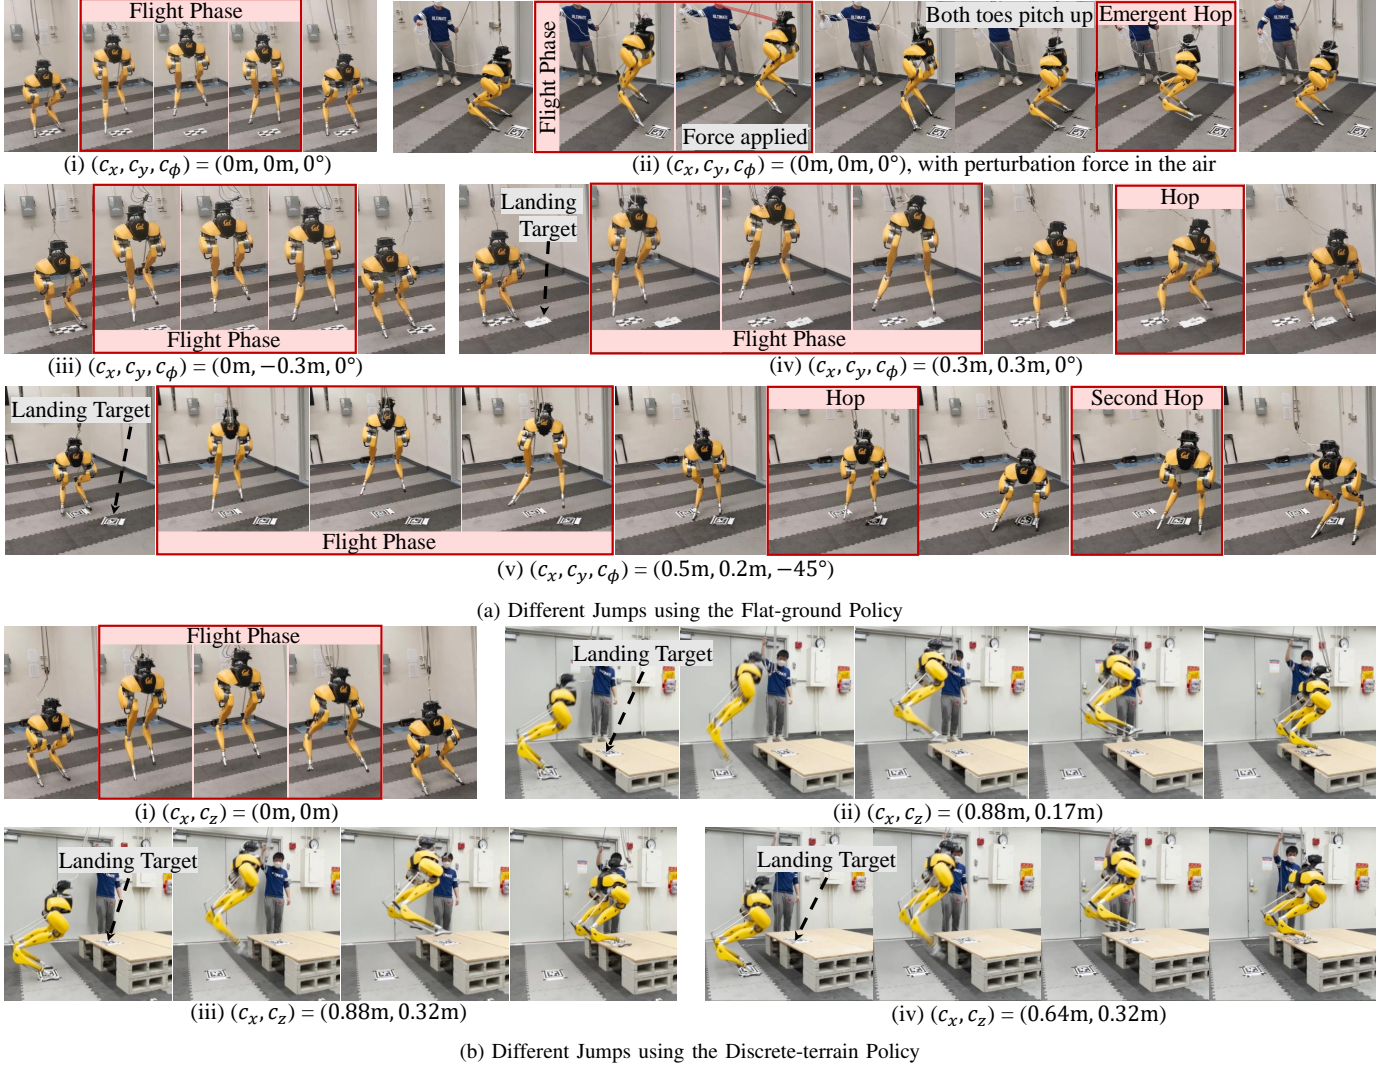 Flight Phase
Flight Phase
ULTIMATE
Force applied
Both toes pitch up
Emergent Hop
(i) (c_x, c_y, c_ϕ) = (0m, 0m, 0°)
(ii) (c_x, c_y, c_ϕ) = (0m, 0m, 0°), with perturbation force in the air
Flight Phase
(iii) (c_x, c_y, c_ϕ) = (0m, −0.3m, 0°)
Landing
Target
Flight Phase
Hop
(iv) (c_x, c_y, c_ϕ) = (0.3m, 0.3m, 0°)
Landing Target
Flight Phase
Hop
Second Hop
(v) (c_x, c_y, c_ϕ) = (0.5m, 0.2m, −45°)
(a) Different Jumps using the Flat-ground Policy
Flight Phase
(i) (c_x, c_z) = (0m, 0m)
Landing Target
(ii) (c_x, c_z) = (0.88m, 0.17m)
Landing Target
(iii) (c_x, c_z) = (0.88m, 0.32m)
Landing Target
(iv) (c_x, c_z) = (0.64m, 0.32m)
(b) Different Jumps using the Discrete-terrain Policy